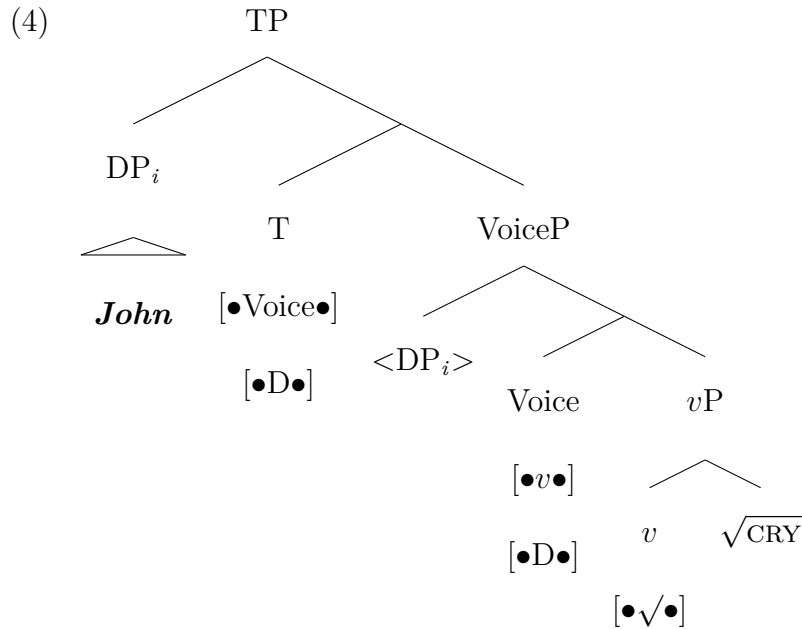 (4) TP
DP_i
T VoiceP
John [●Voice●]
[●D●] <DP_i>
Voice vP
[●v●]
v √CRY
[●D●]
[●√●]